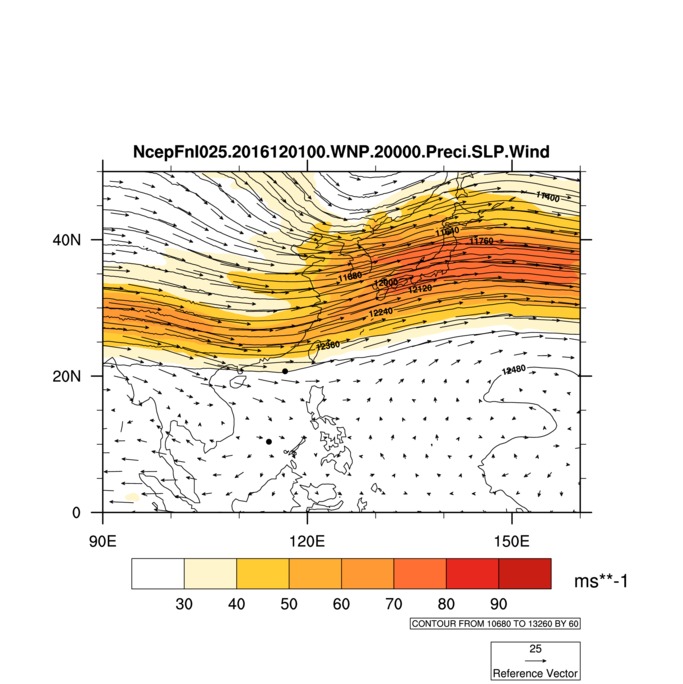 NcepFnl025.2016120100.WNP.20000.Preci.SLP.Wind
11400
11640
11760
40N
11880
12000
12120
12240
12360
12480
20N
0
90E 120E 150E
30 40 50 60 70 80 90
ms**-1
CONTOUR FROM 10680 TO 13260 BY 60
25
Reference Vector